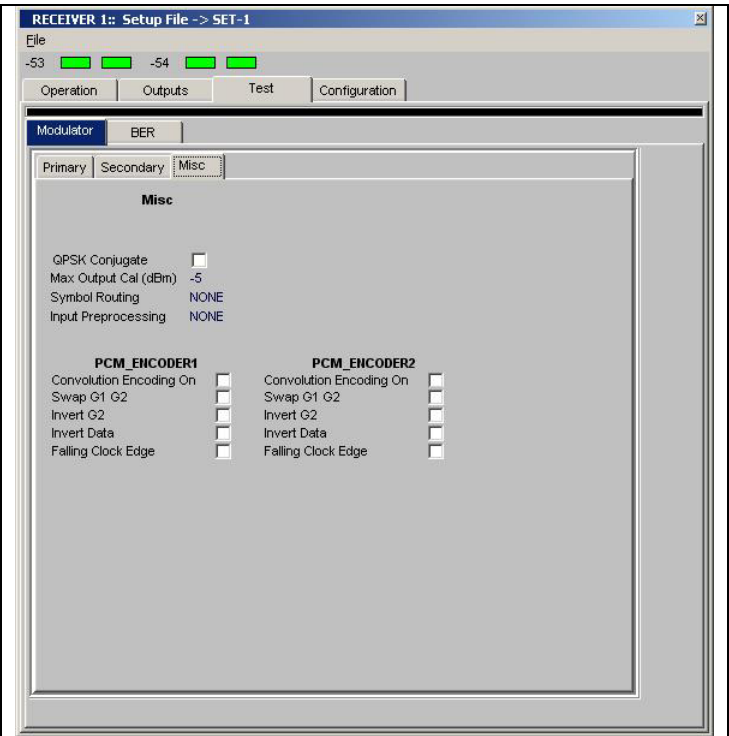 RECEIVER 1:: Setup File -> SET-1
File
-53 -54
Operation Outputs Test Configuration
Modulator BER
Primary Secondary Misc
Misc
QPSK Conjugate
Max Output Cal (dBm) -5
Symbol Routing NONE
Input Preprocessing NONE
PCM_ENCODER1 PCM_ENCODER2
Convolution Encoding On Convolution Encoding On
Swap G1 G2 Swap G1 G2
Invert G2 Invert G2
Invert Data Invert Data
Falling Clock Edge Falling Clock Edge